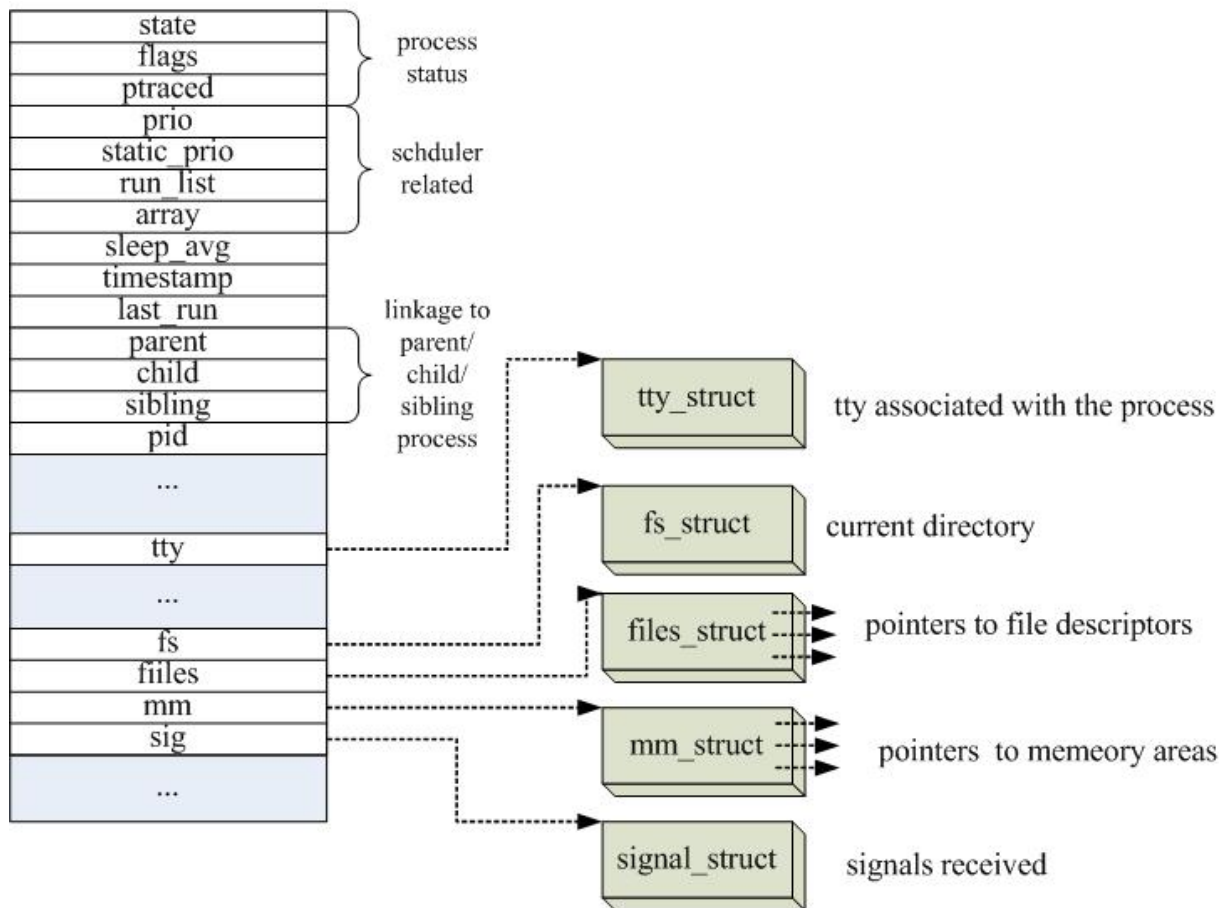 state
flags
ptraced
process
status
prio
static_prio
run_list
array
schduler
related
sleep_avg
timestamp
last_run
parent
child
sibling
linkage to
parent/
child/
sibling
process
pid
...
tty
...
fs
fiiles
mm
sig
...
tty_struct
tty associated with the process
fs_struct
current directory
files_struct
pointers to file descriptors
mm_struct
pointers to memeory areas
signal_struct
signals received